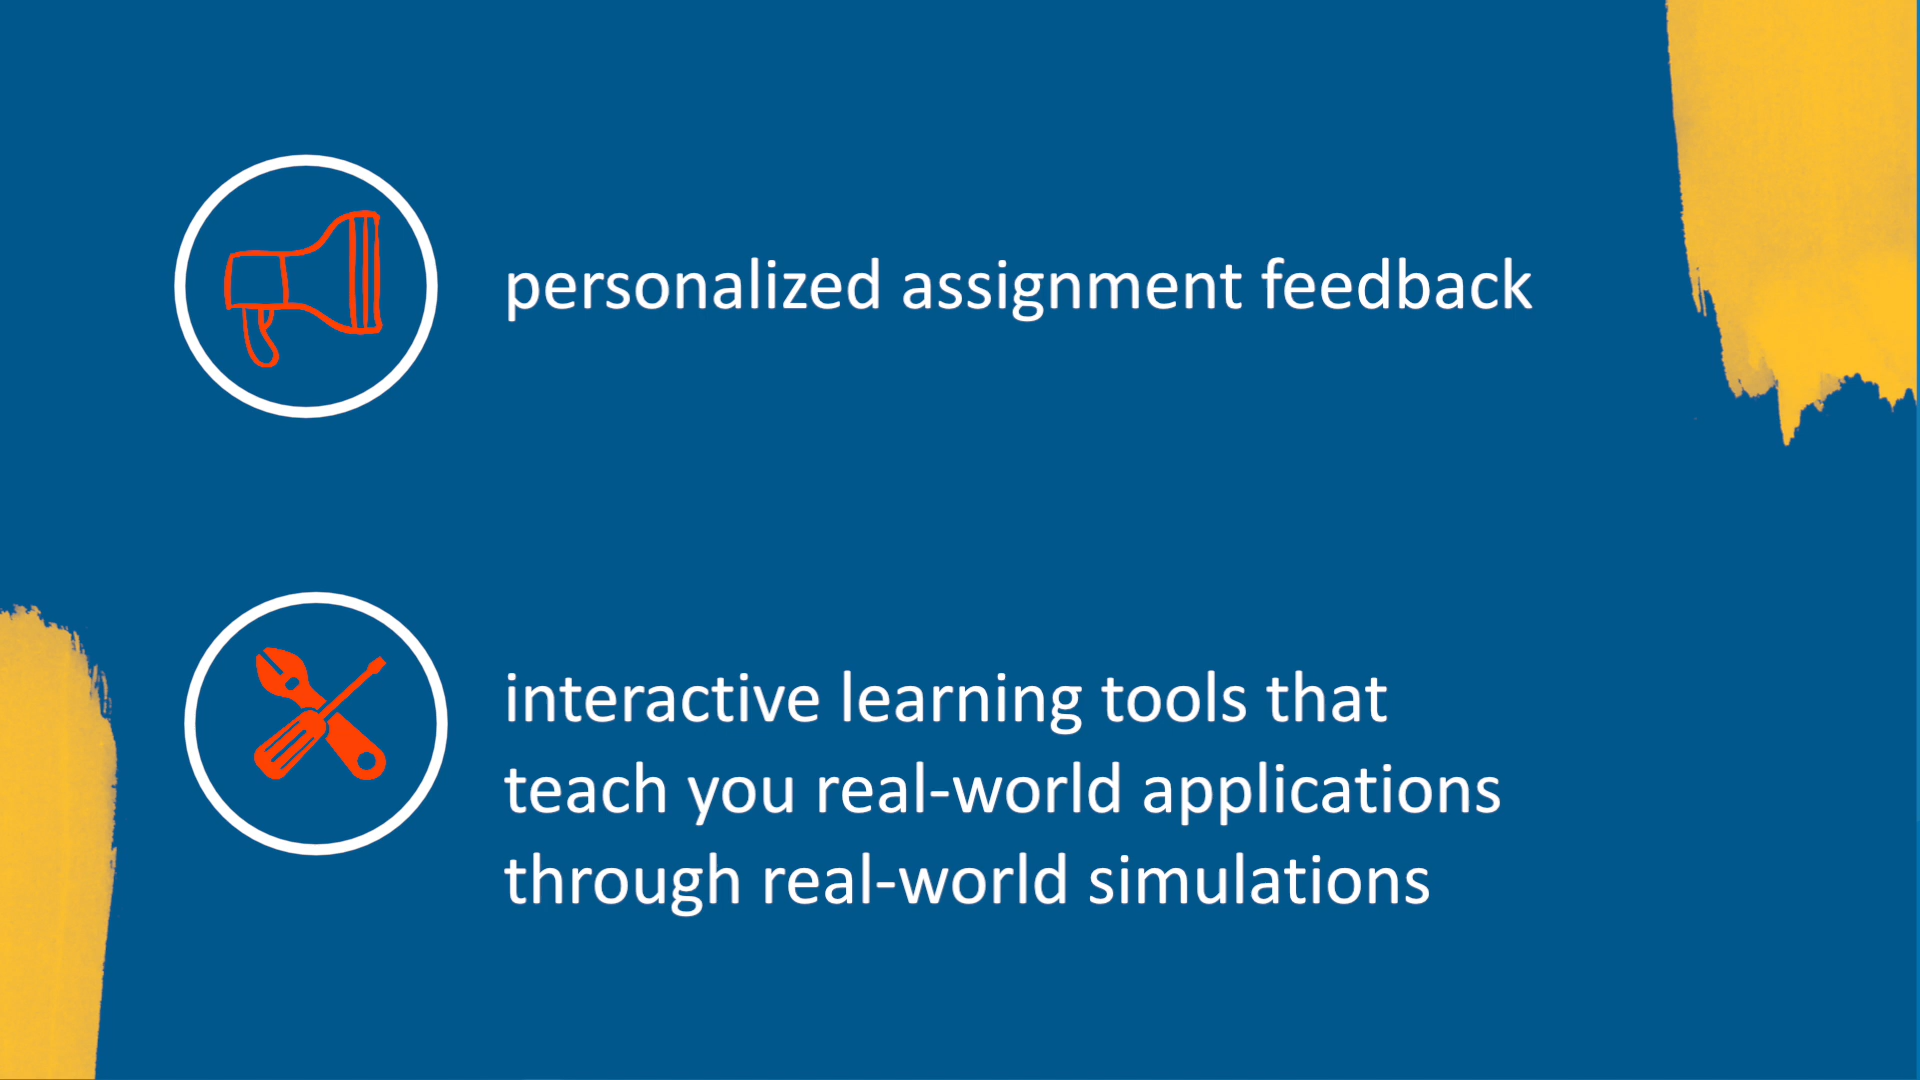 personalized assignment feedback
interactive learning tools that
teach you real-world applications
through real-world simulations